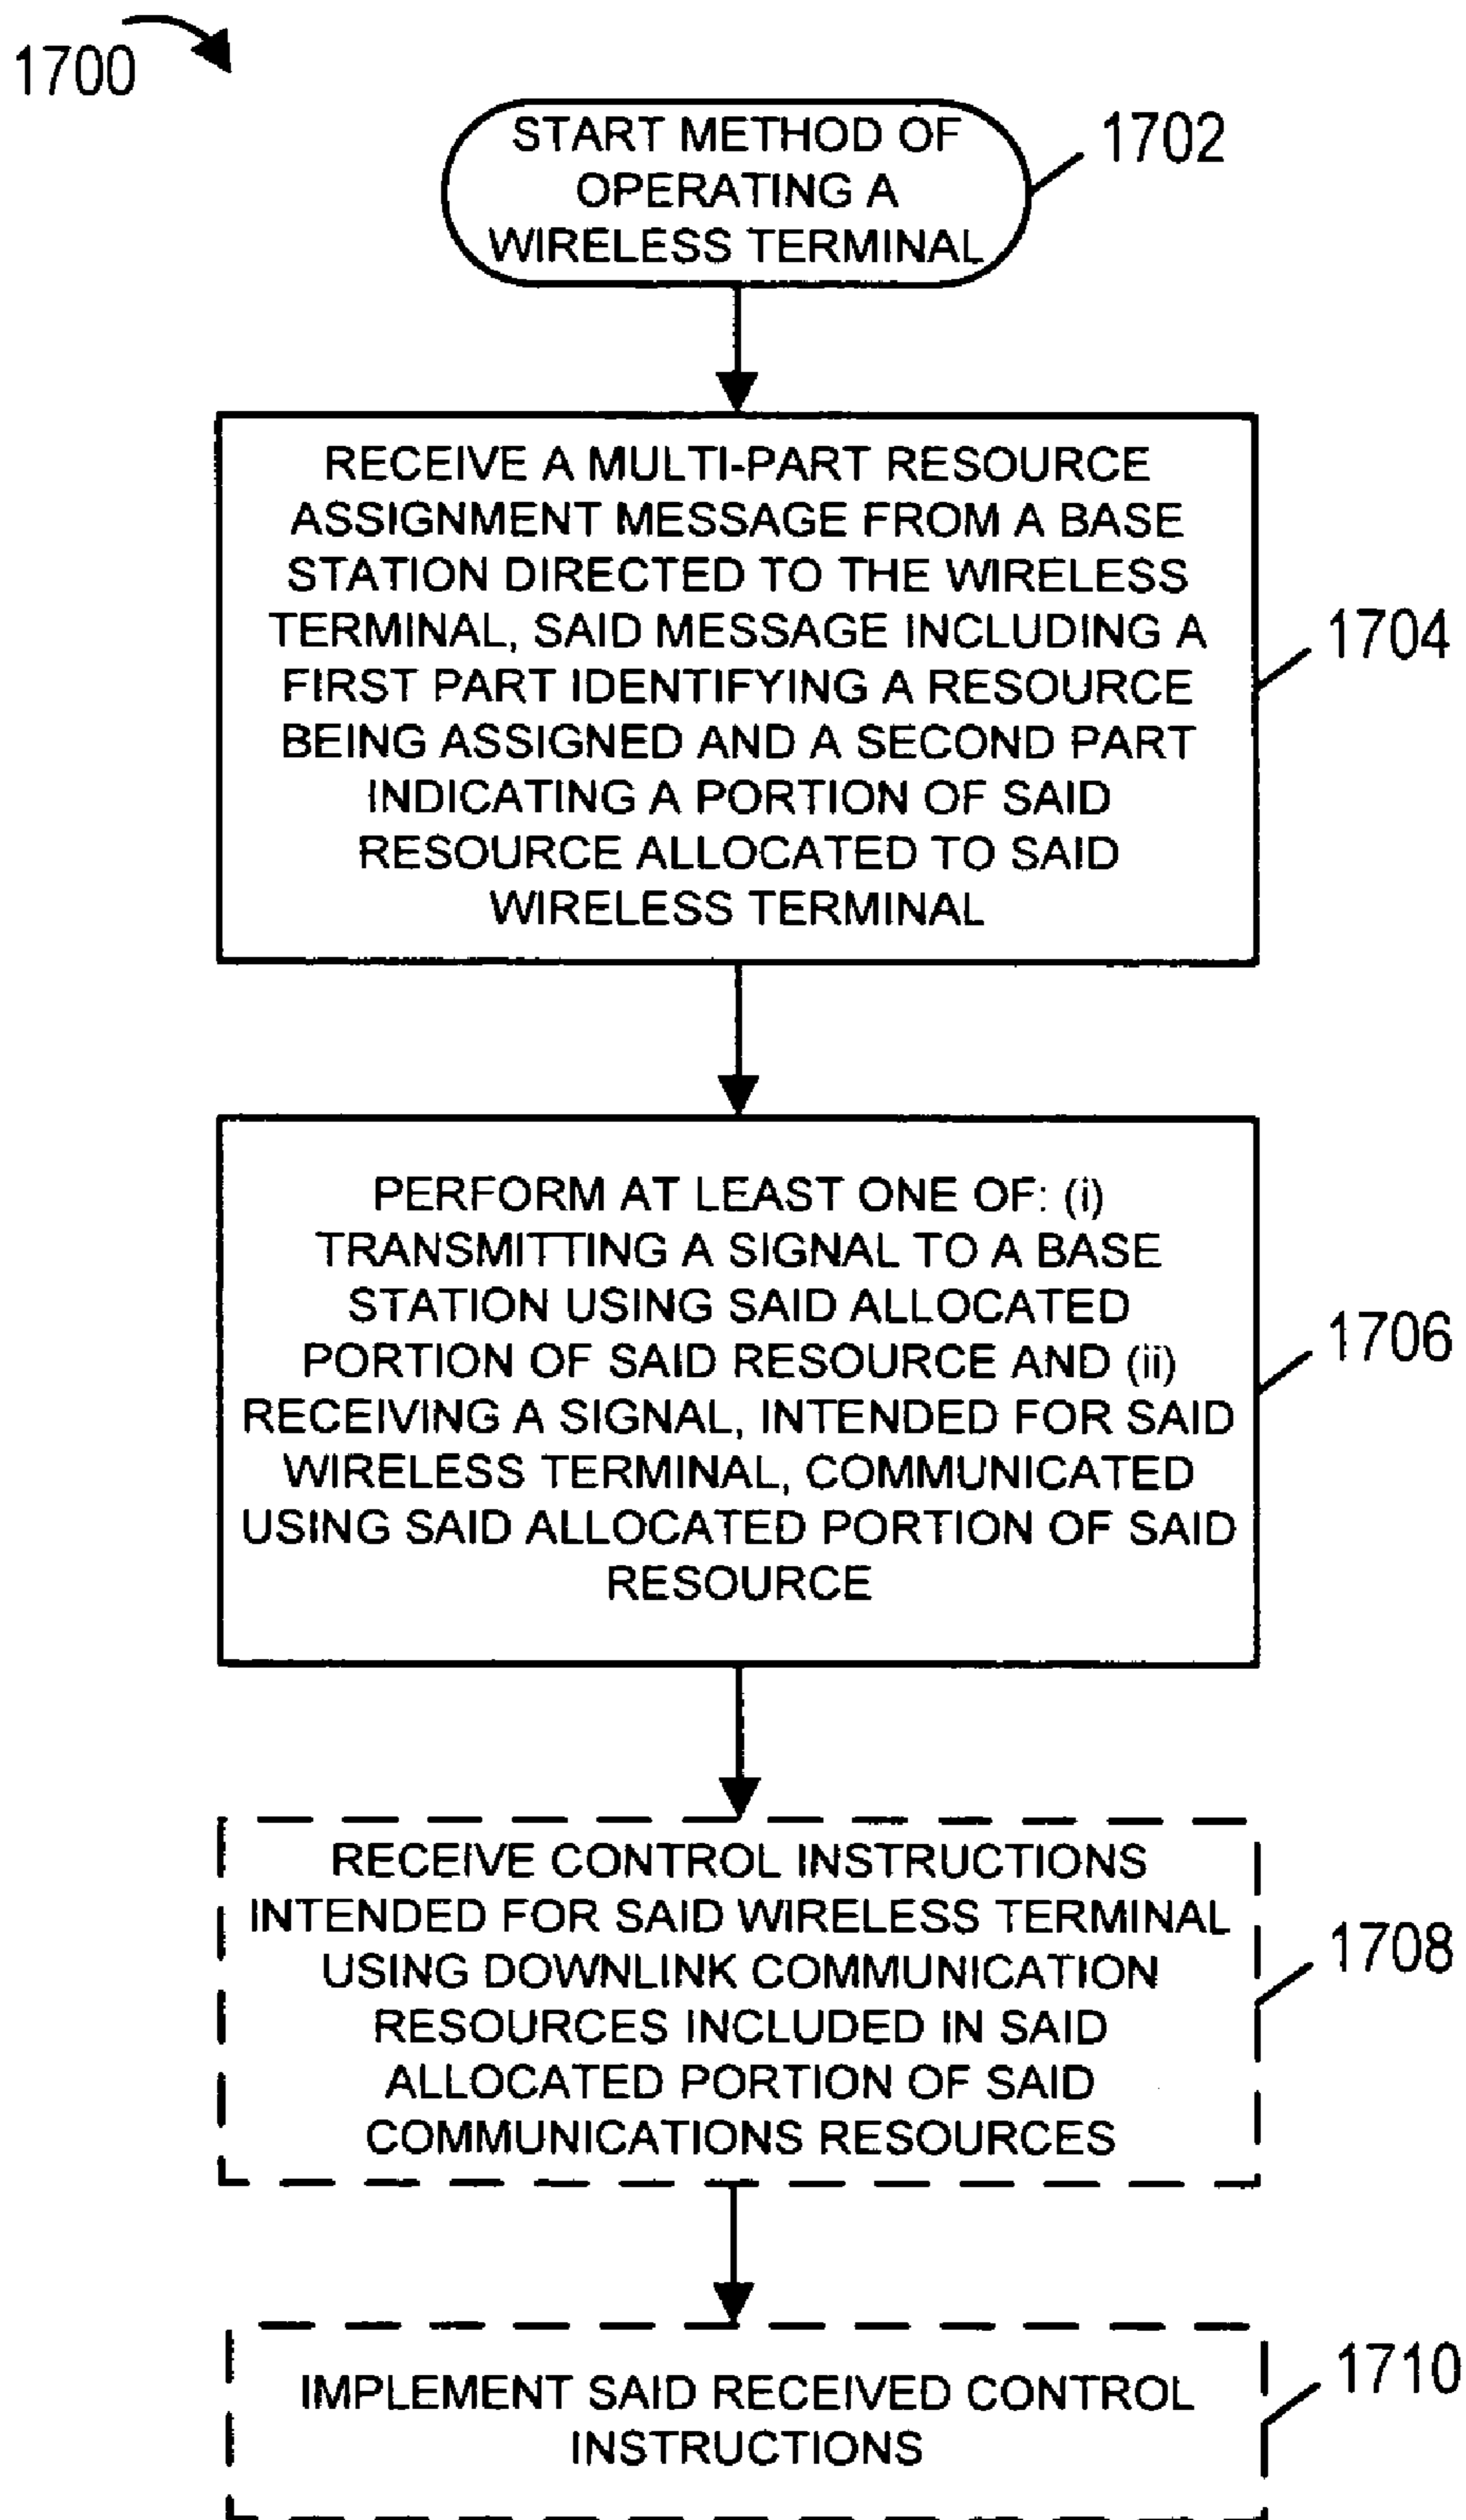 1700
START METHOD OF
OPERATING A
WIRELESS TERMINAL
1702
RECEIVE A MULTI-PART RESOURCE
ASSIGNMENT MESSAGE FROM A BASE
STATION DIRECTED TO THE WIRELESS
TERMINAL, SAID MESSAGE INCLUDING A
FIRST PART IDENTIFYING A RESOURCE
BEING ASSIGNED AND A SECOND PART
INDICATING A PORTION OF SAID
RESOURCE ALLOCATED TO SAID
WIRELESS TERMINAL
1704
PERFORM AT LEAST ONE OF: (i)
TRANSMITTING A SIGNAL TO A BASE
STATION USING SAID ALLOCATED
PORTION OF SAID RESOURCE AND (ii)
RECEIVING A SIGNAL, INTENDED FOR SAID
WIRELESS TERMINAL, COMMUNICATED
USING SAID ALLOCATED PORTION OF SAID
RESOURCE
1706
RECEIVE CONTROL INSTRUCTIONS
INTENDED FOR SAID WIRELESS TERMINAL
USING DOWNLINK COMMUNICATION
RESOURCES INCLUDED IN SAID
ALLOCATED PORTION OF SAID
COMMUNICATIONS RESOURCES
1708
IMPLEMENT SAID RECEIVED CONTROL
INSTRUCTIONS
1710